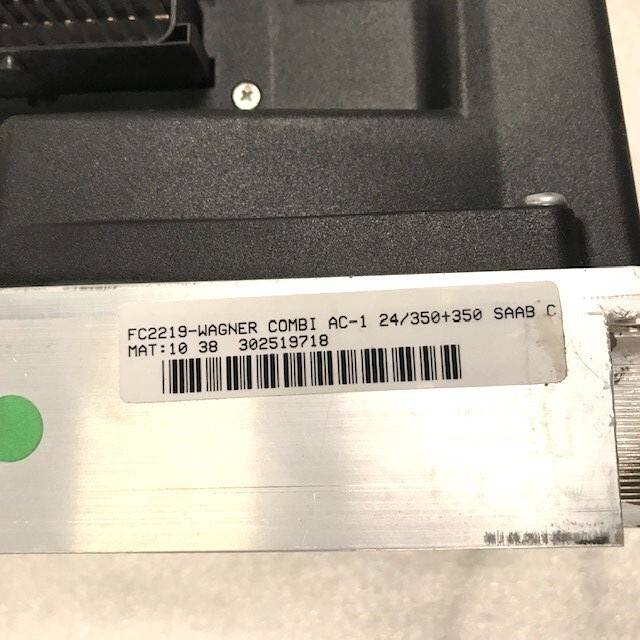 FC2219-WAGNER COMBI AC-1 24/350+350 SAAB C
MAT:10 38 302519718